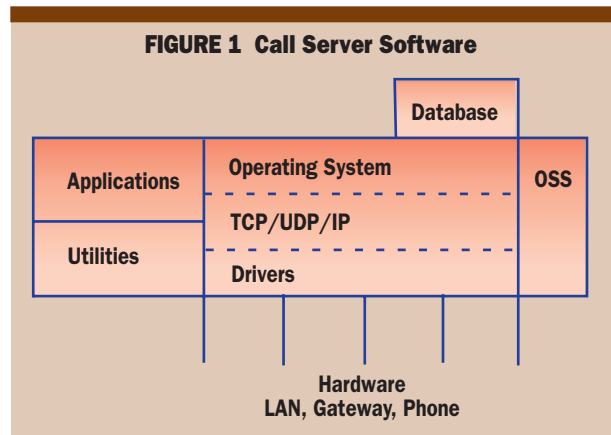 FIGURE 1 Call Server Software
Database
Applications
Operating System
OSS
TCP/UDP/IP
Utilities
Drivers
Hardware
LAN, Gateway, Phone